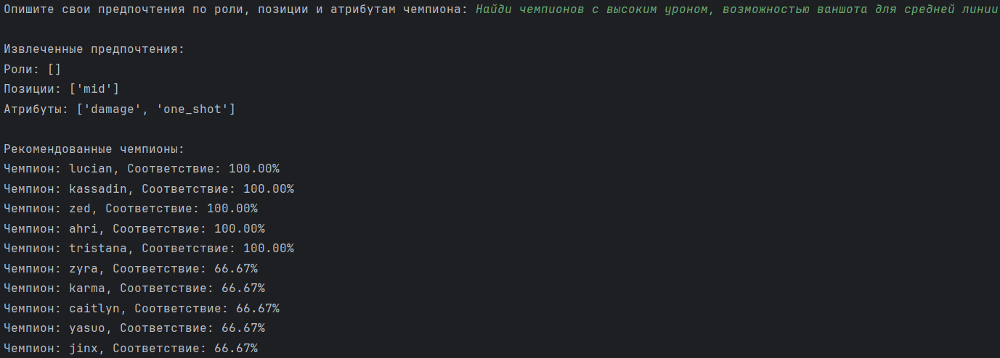 Опишите свои предпочтения по роли, позиции и атрибутам чемпиона: Найди чемпионов с высоким уроном, возможностью ваншота для средней линии
Извлеченные предпочтения:
Роли: []
Позиции: ['mid']
Атрибуты: ['damage', 'one_shot']
Рекомендованные чемпионы:
Чемпион: lucian, Соответствие: 100.00%
Чемпион: kassadin, Соответствие: 100.00%
Чемпион: zed, Соответствие: 100.00%
Чемпион: ahri, Соответствие: 100.00%
Чемпион: tristana, Соответствие: 100.00%
Чемпион: zyra, Соответствие: 66.67%
Чемпион: karma, Соответствие: 66.67%
Чемпион: caitlyn, Соответствие: 66.67%
Чемпион: yasuo, Соответствие: 66.67%
Чемпион: jinx, Соответствие: 66.67%